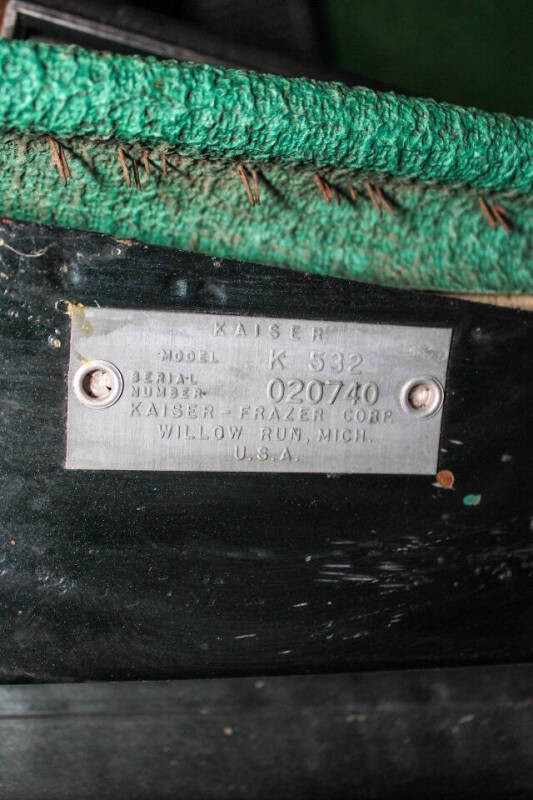 KAISER
MODEL K 532
SERIAL
NUMBER 020740
KAISER-FRAZER CORP.
WILLOW RUN, MICH.
U.S.A.